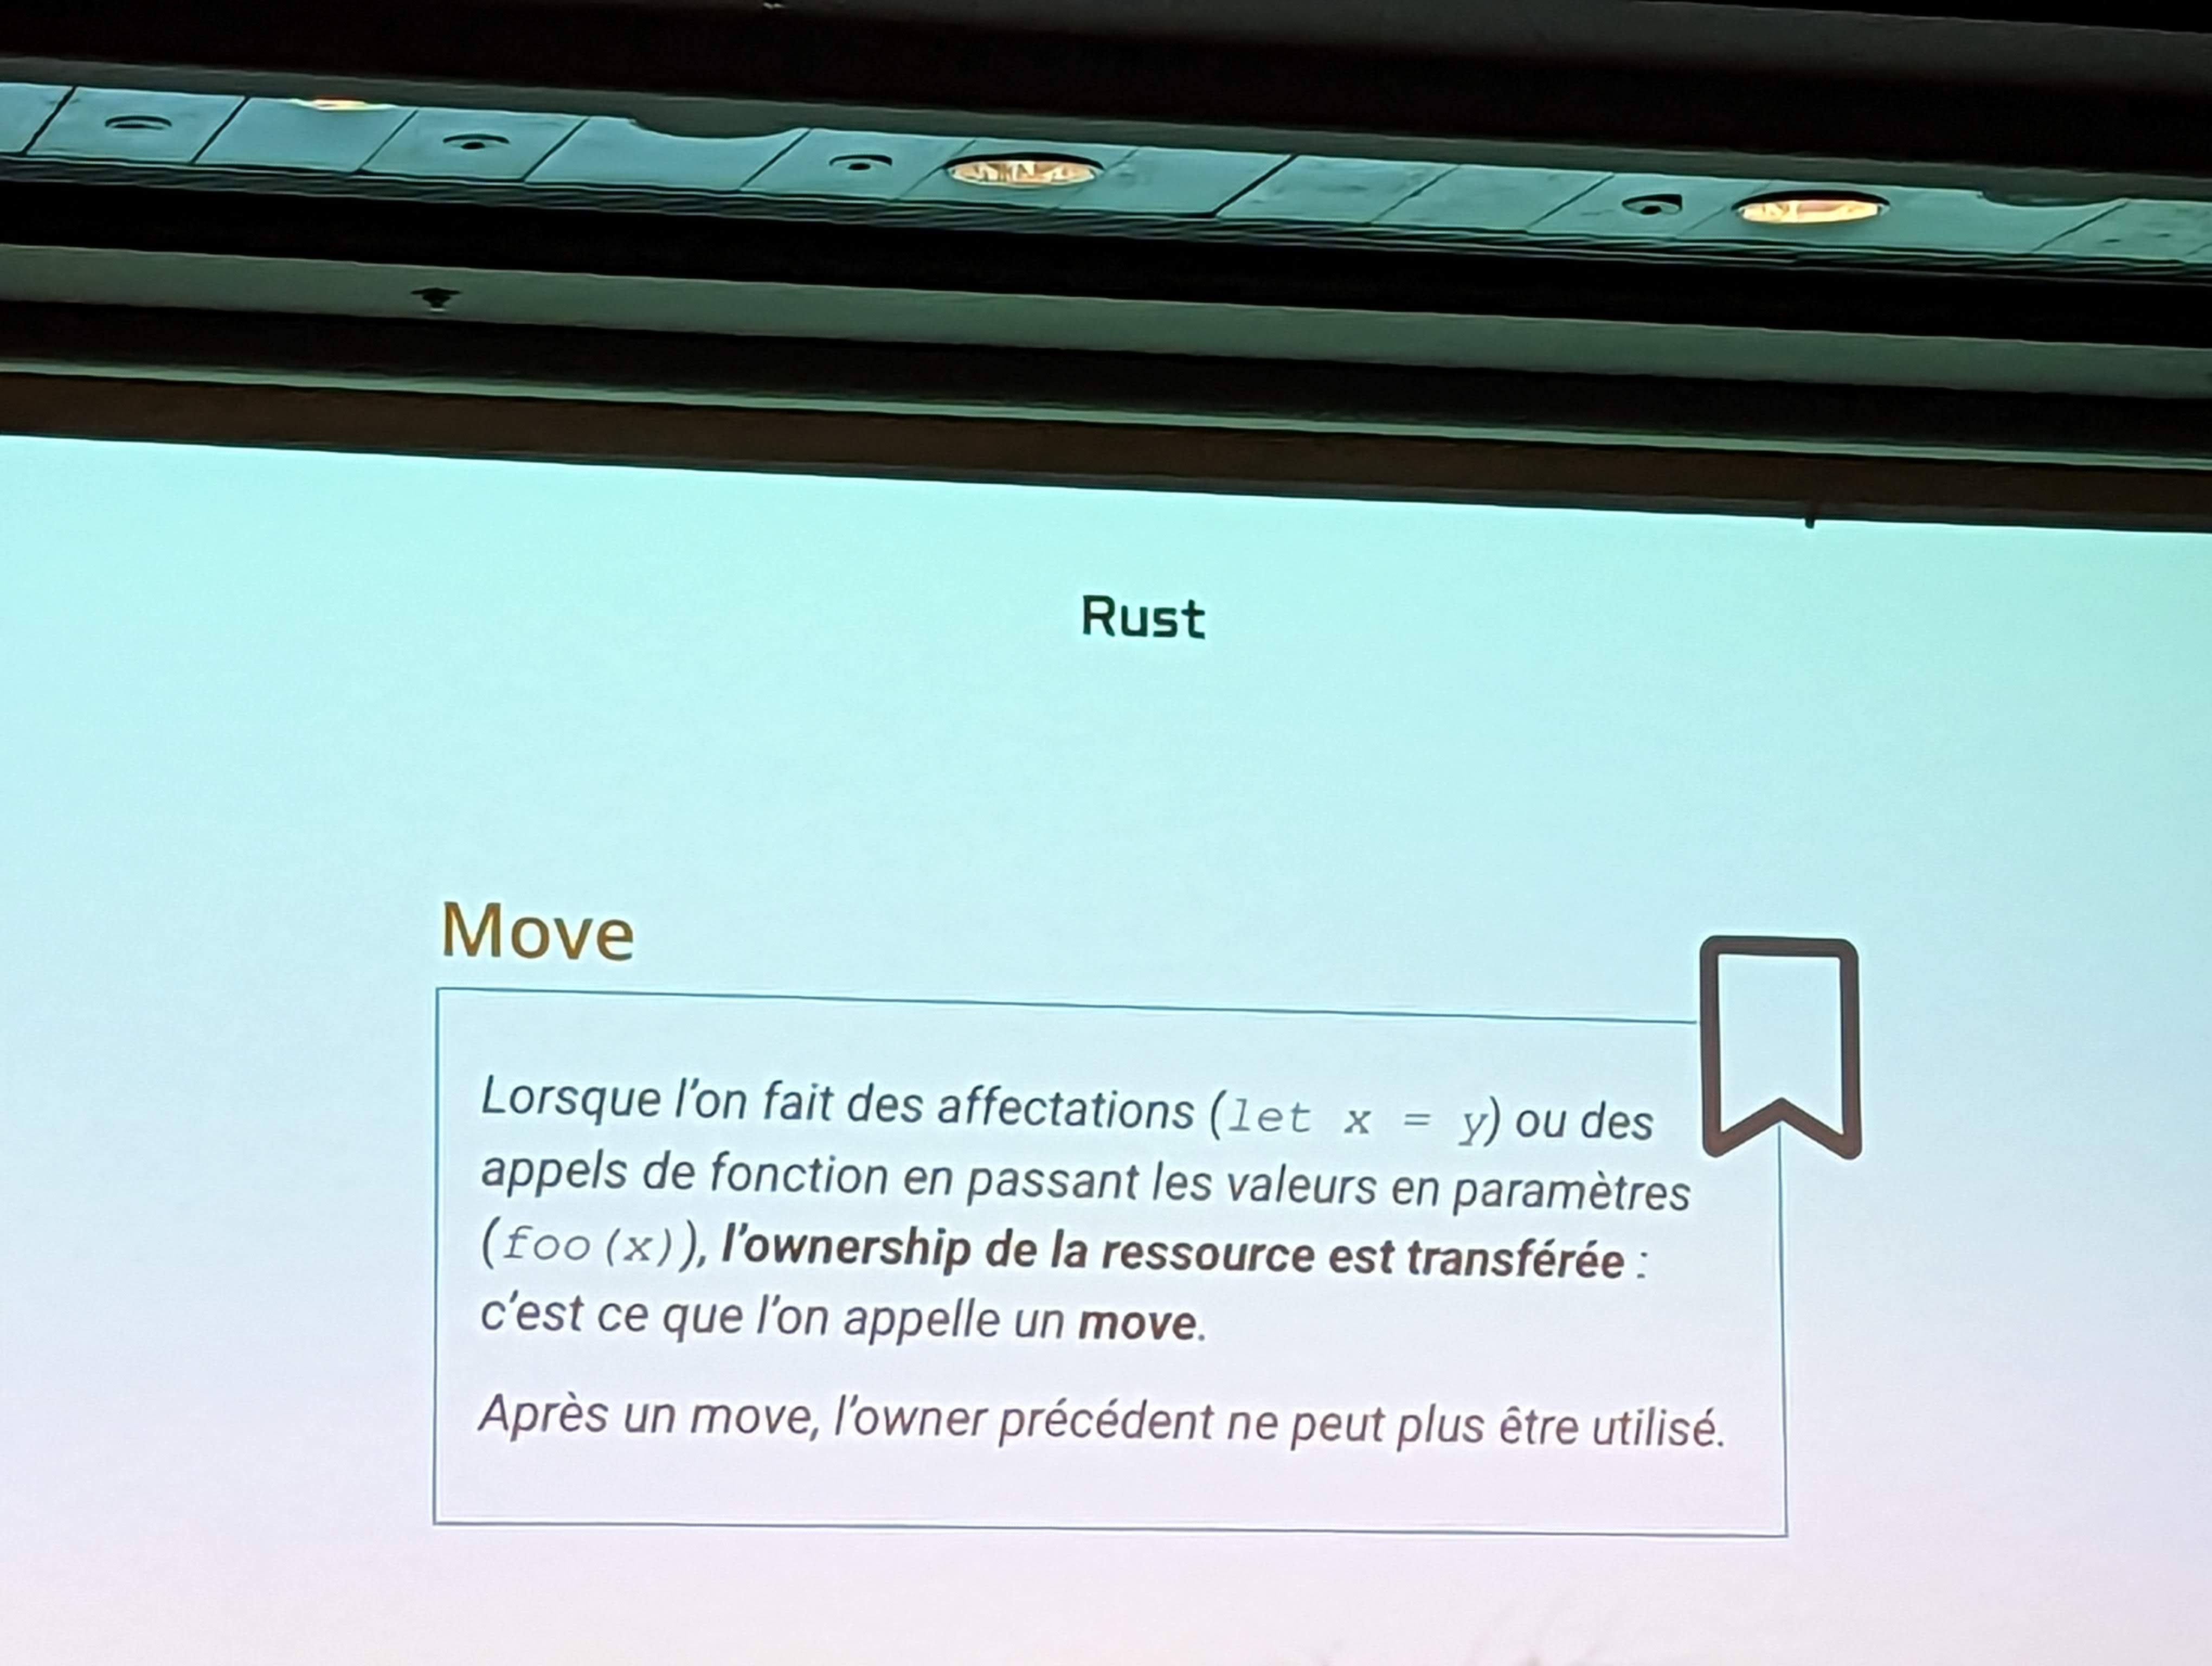 Rust
Move
Lorsque l'on fait des affectations (let x = y) ou des
appels de fonction en passant les valeurs en paramètres
(foo(x)), l'ownership de la ressource est transférée :
c'est ce que l'on appelle un move.
Après un move, l'owner précédent ne peut plus être utilisé.